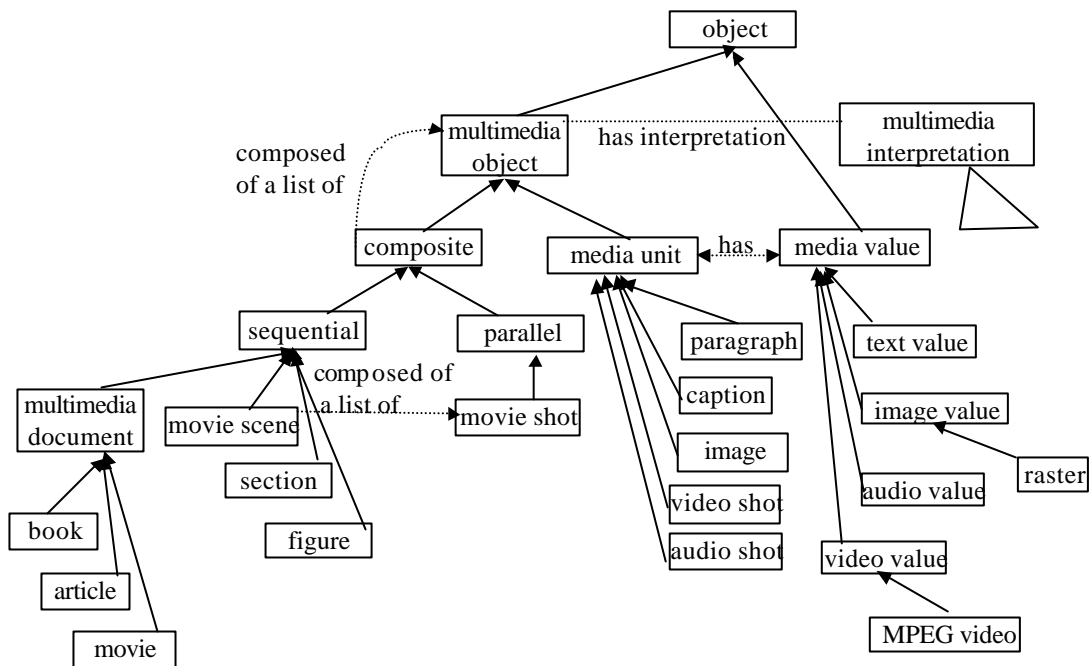 object
multimedia
object
has interpretation
multimedia
interpretation
composed
of a list of
composite
media unit
has
media value
sequential
parallel
paragraph
text value
multimedia
document
movie scene
composed of
a list of
movie shot
caption
image value
section
image
raster
book
figure
video shot
audio value
audio shot
video value
article
movie
MPEG video